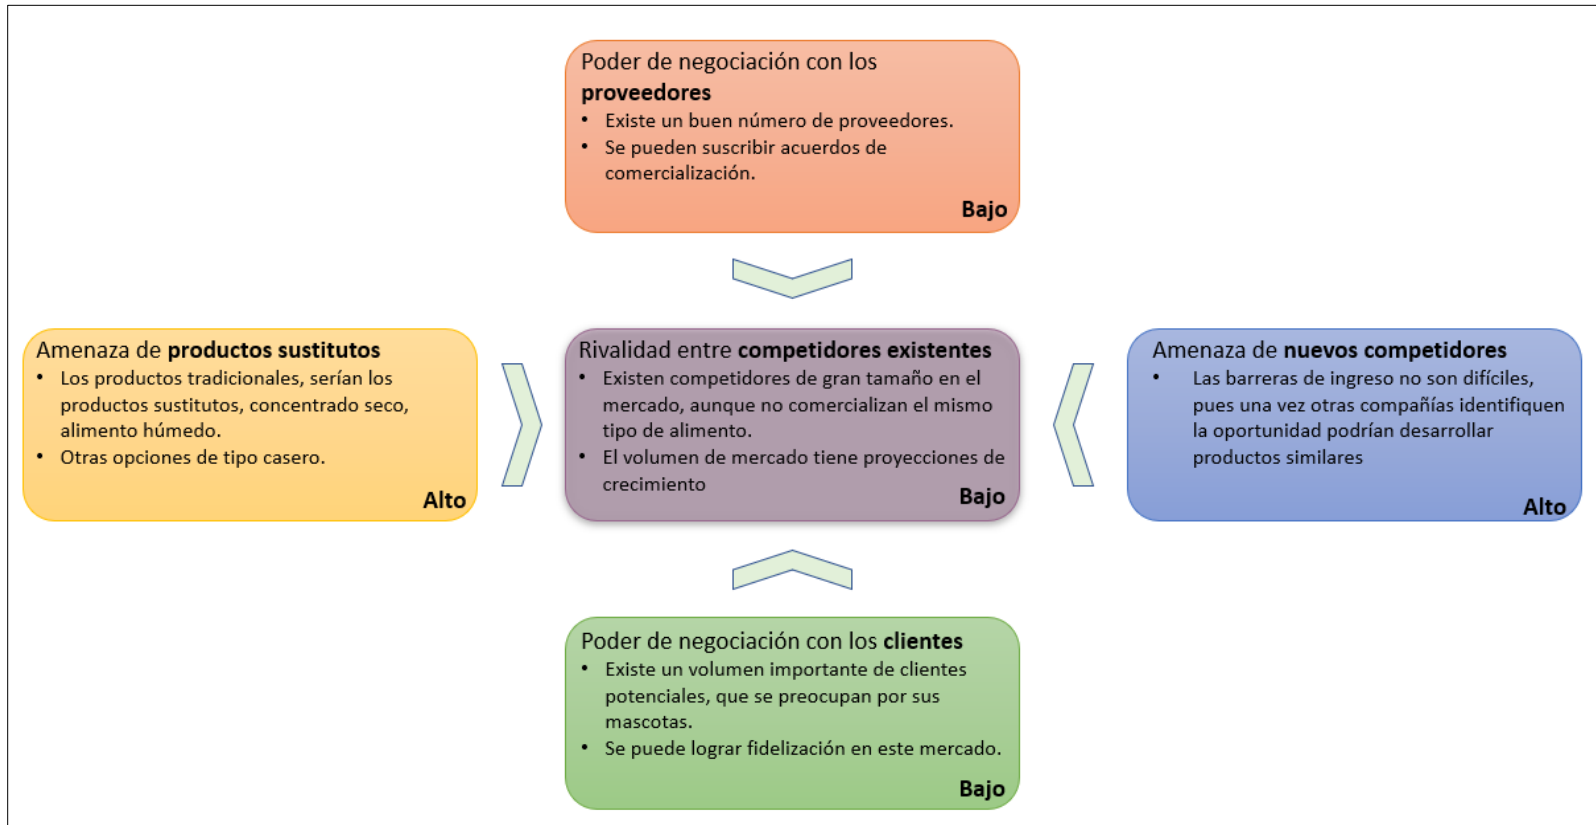 Poder de negociación con los
proveedores
• Existe un buen número de proveedores.
• Se pueden suscribir acuerdos de
comercialización.
Bajo
Amenaza de productos sustitutos
• Los productos tradicionales, serían los
productos sustitutos, concentrado seco,
alimento húmedo.
• Otras opciones de tipo casero.
Alto
Rivalidad entre competidores existentes
• Existen competidores de gran tamaño en el
mercado, aunque no comercializan el mismo
tipo de alimento.
• El volumen de mercado tiene proyecciones de
crecimiento
Bajo
Amenaza de nuevos competidores
• Las barreras de ingreso no son difíciles,
pues una vez otras compañías identifiquen
la oportunidad podrían desarrollar
productos similares
Alto
Poder de negociación con los clientes
• Existe un volumen importante de clientes
potenciales, que se preocupan por sus
mascotas.
• Se puede lograr fidelización en este mercado.
Bajo